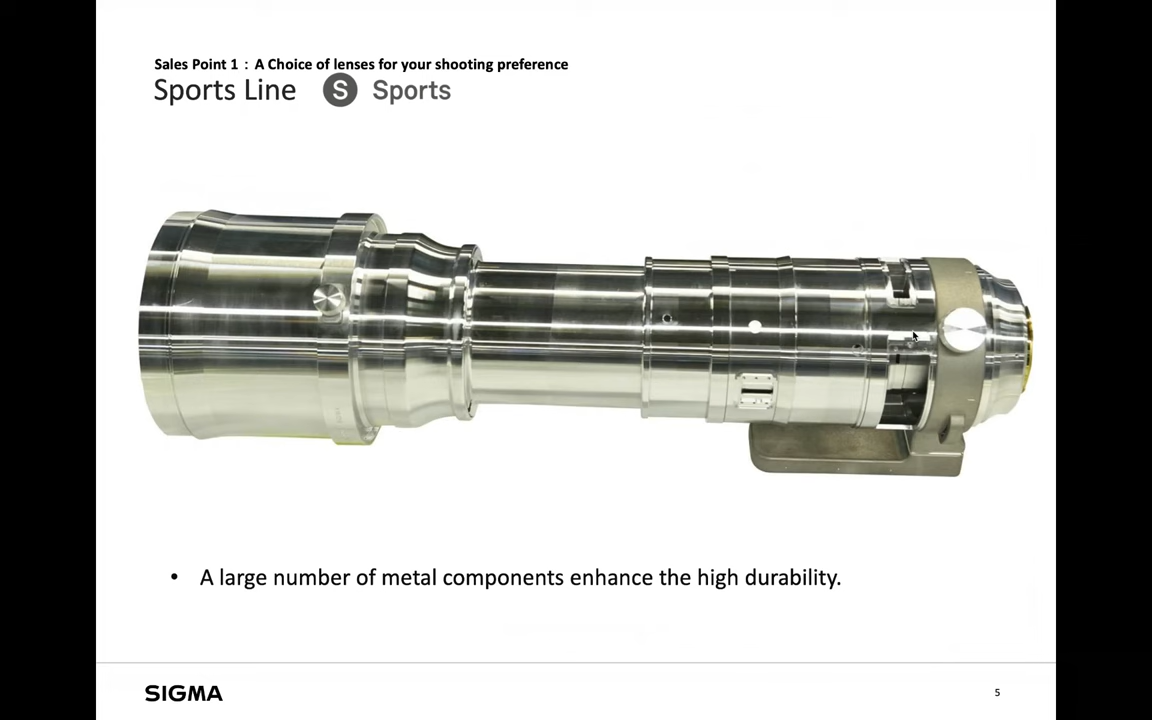 Sales Point 1 : A Choice of lenses for your shooting preference
Sports Line S Sports
• A large number of metal components enhance the high durability.
SIGMA 5